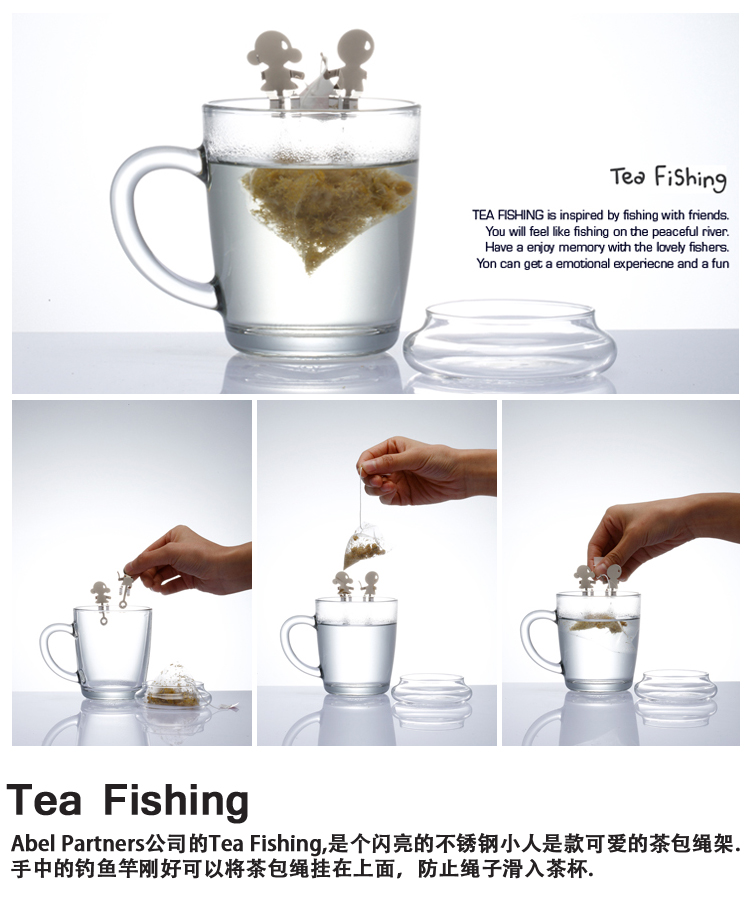 Tea Fishing
TEA FISHING is inspired by fishing with friends.
You will feel like fishing on the peaceful river.
Have a enjoy memory with the lovely fishers.
Yon can get a emotional experiecne and a fun
Tea Fishing
Abel Partners公司的Tea Fishing,是个闪亮的不锈钢小人是款可爱的茶包绳架.
手中的钓鱼竿刚好可以将茶包绳挂在上面，防止绳子滑入茶杯.